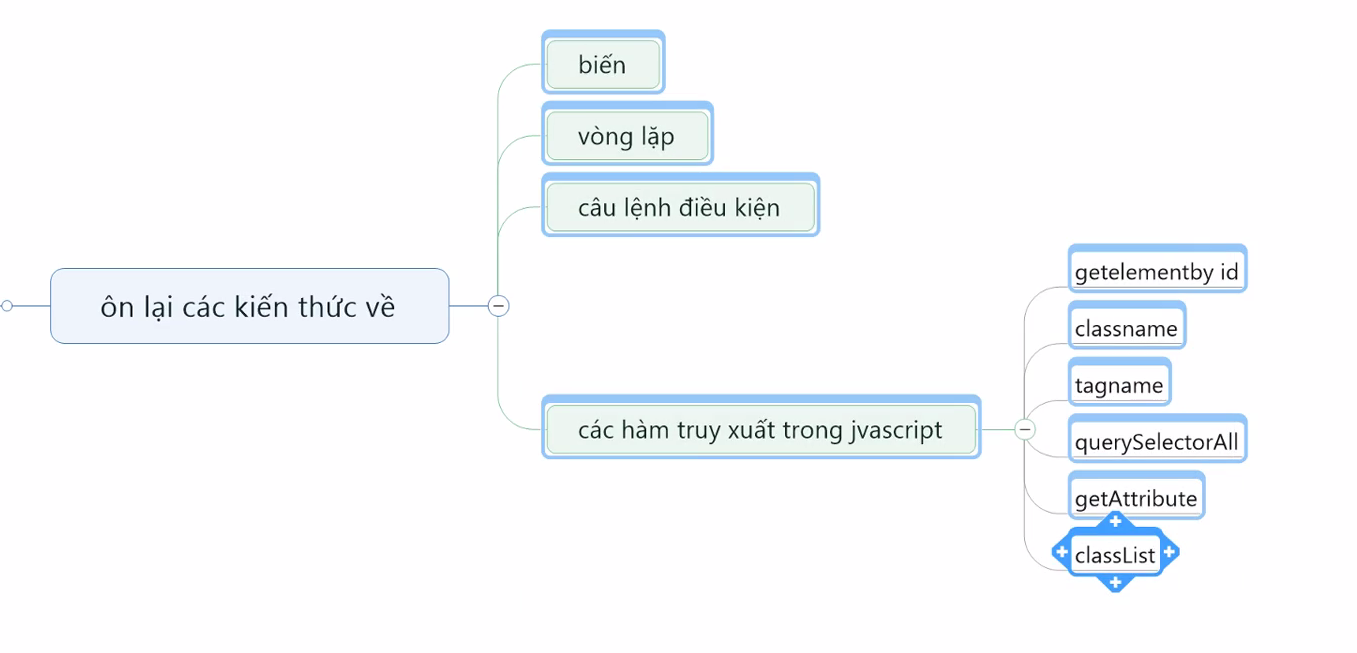 biến
vòng lặp
câu lệnh điều kiện
ôn lại các kiến thức về
các hàm truy xuất trong jvascript
getelementby id
classname
tagname
querySelectorAll
getAttribute
classList